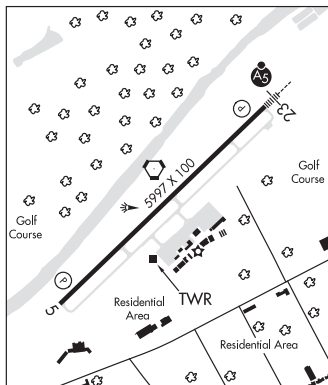 A5
P
23
5997 X 100
Golf
Course
Golf
Course
P
5
TWR
Residential
Area
Residential Area